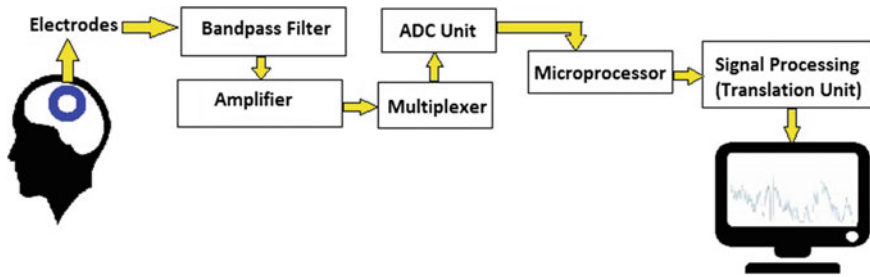 Electrodes
Bandpass Filter
Amplifier
Multiplexer
ADC Unit
Microprocessor
Signal Processing
(Translation Unit)